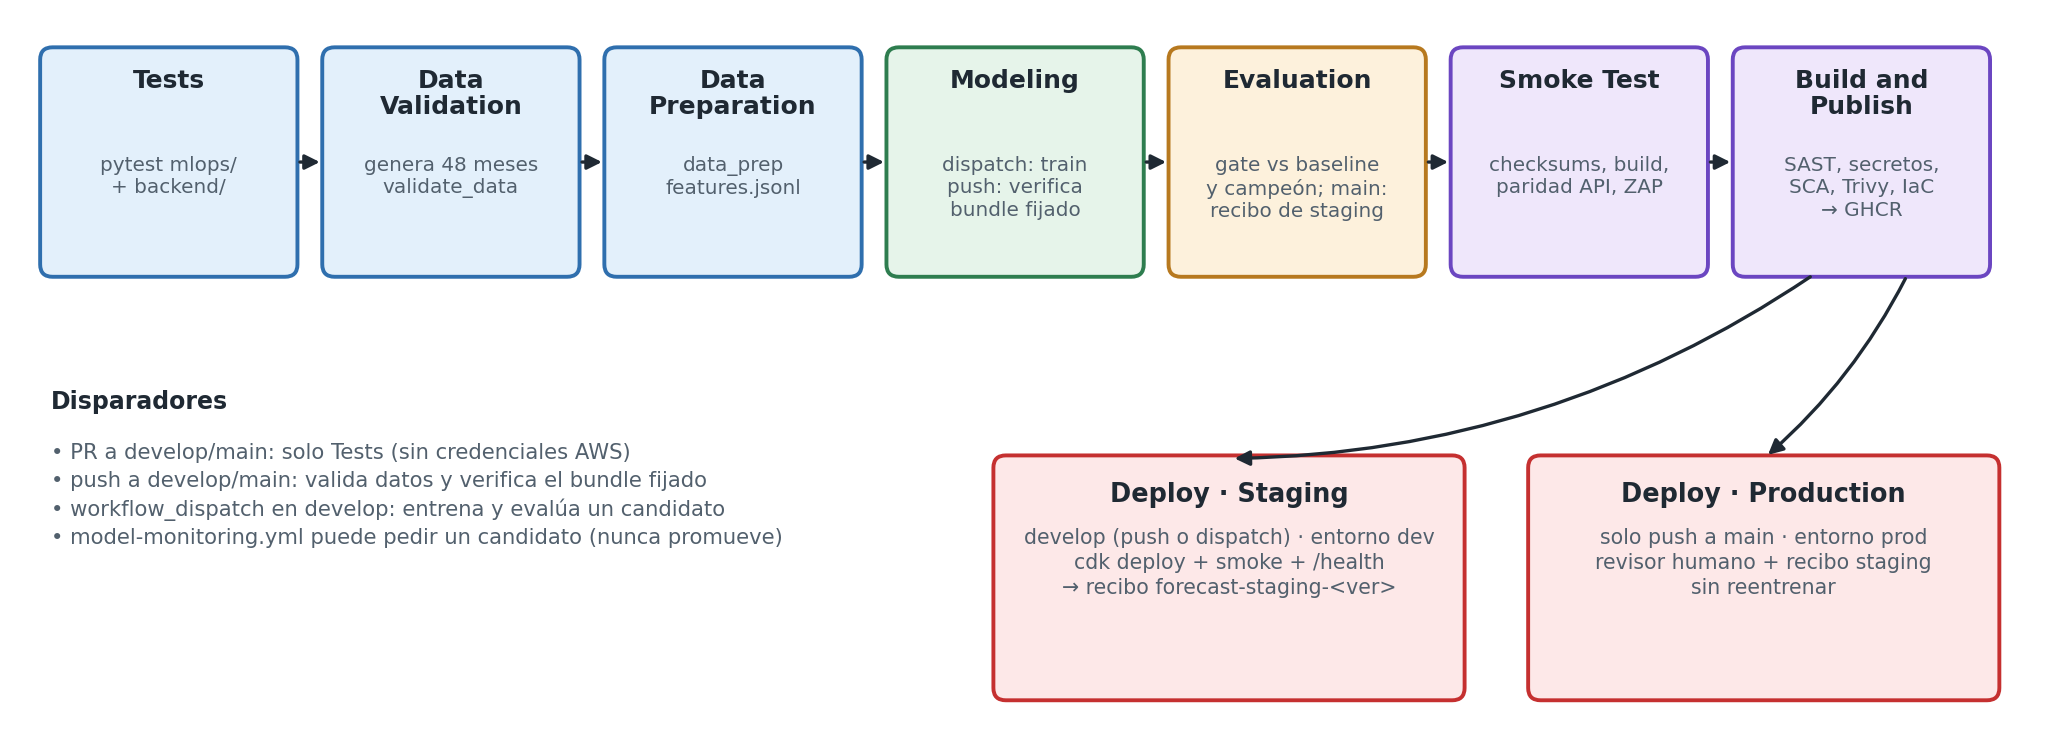 Tests
pytest mlops/
+ backend/
Data
Validation
genera 48 meses
validate_data
Data
Preparation
data_prep
features.jsonl
Modeling
dispatch: train
push: verifica
bundle fijado
Evaluation
gate vs baseline
y campeón; main:
recibo de staging
Smoke Test
checksums, build,
paridad API, ZAP
Build and
Publish
SAST, secretos,
SCA, Trivy, IaC
→ GHCR
Disparadores
• PR a develop/main: solo Tests (sin credenciales AWS)
• push a develop/main: valida datos y verifica el bundle fijado
• workflow_dispatch en develop: entrena y evalúa un candidato
• model-monitoring.yml puede pedir un candidato (nunca promueve)
Deploy · Staging
develop (push o dispatch) · entorno dev
cdk deploy + smoke + /health
→ recibo forecast-staging-<ver>
Deploy · Production
solo push a main · entorno prod
revisor humano + recibo staging
sin reentrenar